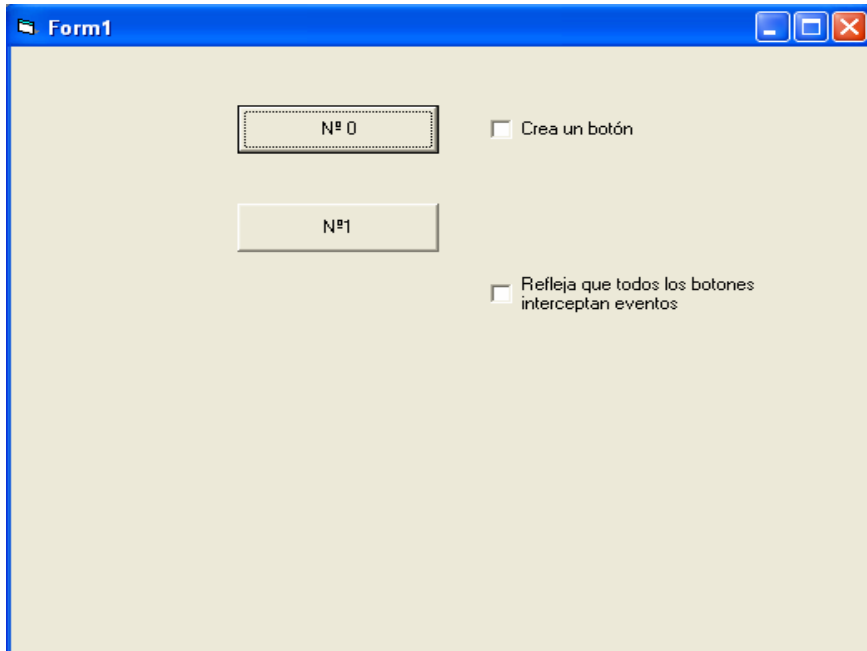 Form1
Nº 0
Crea un botón
Nº1
Refleja que todos los botones
interceptan eventos